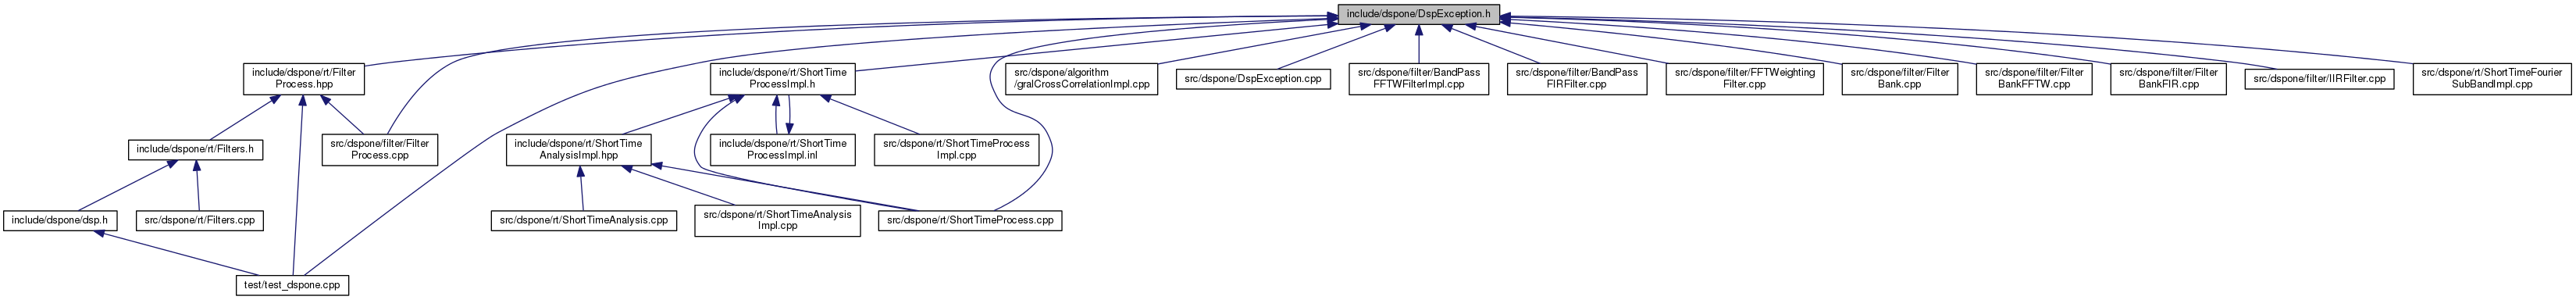 include/dspone/DspException.h
include/dspone/rt/Filter
Process.hpp
include/dspone/rt/ShortTime
ProcessImpl.h
src/dspone/algorithm
/gralCrossCorrelationImpl.cpp
src/dspone/DspException.cpp
src/dspone/filter/BandPass
FFTWFilterImpl.cpp
src/dspone/filter/BandPass
FIRFilter.cpp
src/dspone/filter/FFTWeighting
Filter.cpp
src/dspone/filter/Filter
Bank.cpp
src/dspone/filter/Filter
BankFFTW.cpp
src/dspone/filter/Filter
BankFIR.cpp
src/dspone/filter/IIRFilter.cpp
src/dspone/rt/ShortTimeFourier
SubBandImpl.cpp
include/dspone/rt/Filters.h
src/dspone/filter/Filter
Process.cpp
include/dspone/rt/ShortTime
AnalysisImpl.hpp
include/dspone/rt/ShortTime
ProcessImpl.inl
src/dspone/rt/ShortTimeProcess
Impl.cpp
include/dspone/dsp.h
src/dspone/rt/Filters.cpp
src/dspone/rt/ShortTimeAnalysis.cpp
src/dspone/rt/ShortTimeAnalysis
Impl.cpp
src/dspone/rt/ShortTimeProcess.cpp
test/test_dspone.cpp